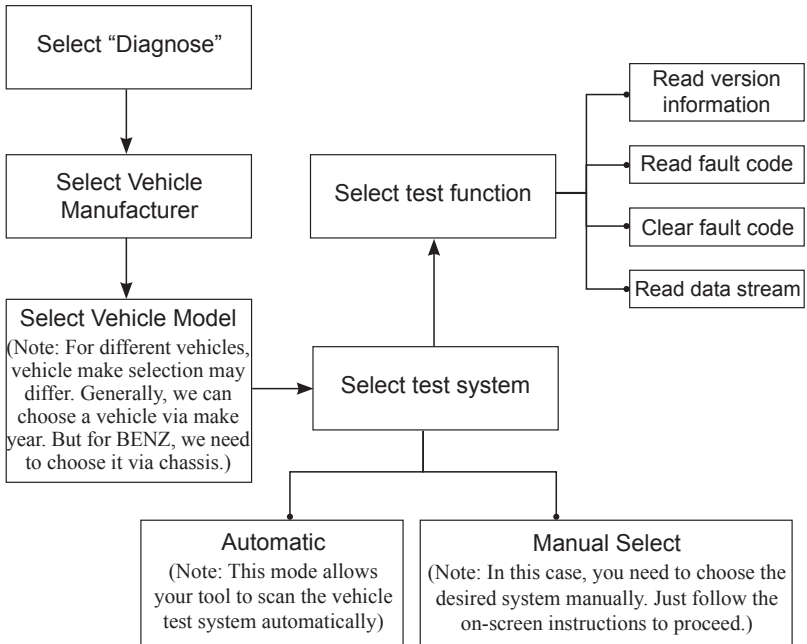 Select “Diagnose”
Select Vehicle
Manufacturer
Select Vehicle Model
(Note: For different vehicles,
vehicle make selection may
differ. Generally, we can
choose a vehicle via make
year. But for BENZ, we need
to choose it via chassis.)
Select test system
Automatic
(Note: This mode allows
your tool to scan the vehicle
test system automatically)
Manual Select
(Note: In this case, you need to choose the
desired system manually. Just follow the
on-screen instructions to proceed.)
Select test function
Read version
information
Read fault code
Clear fault code
Read data stream